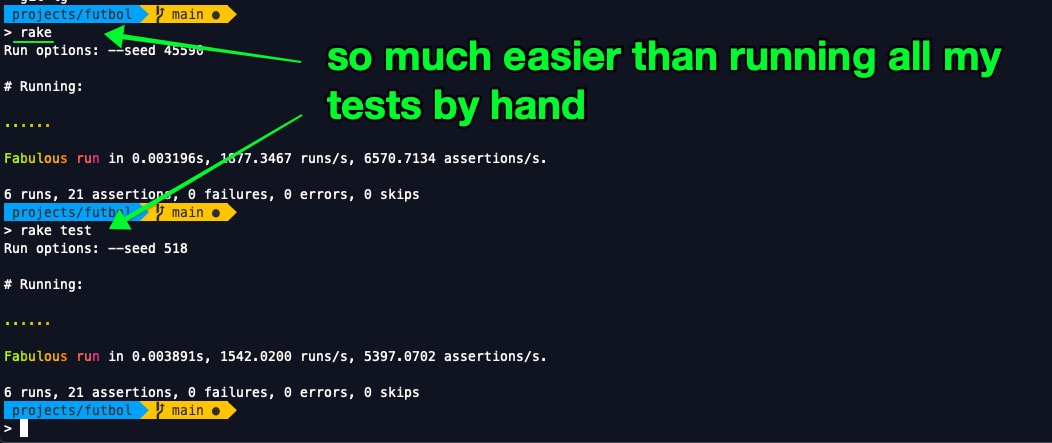 projects/futbol main ●
> rake
Run options: --seed 45590
so much easier than running all my
tests by hand
# Running:
......
Fabulous run in 0.003196s, 1877.3467 runs/s, 6570.7134 assertions/s.
6 runs, 21 assertions, 0 failures, 0 errors, 0 skips
projects/futbol main ●
> rake test
Run options: --seed 518
# Running:
......
Fabulous run in 0.003891s, 1542.0200 runs/s, 5397.0702 assertions/s.
6 runs, 21 assertions, 0 failures, 0 errors, 0 skips
projects/futbol main ●
>